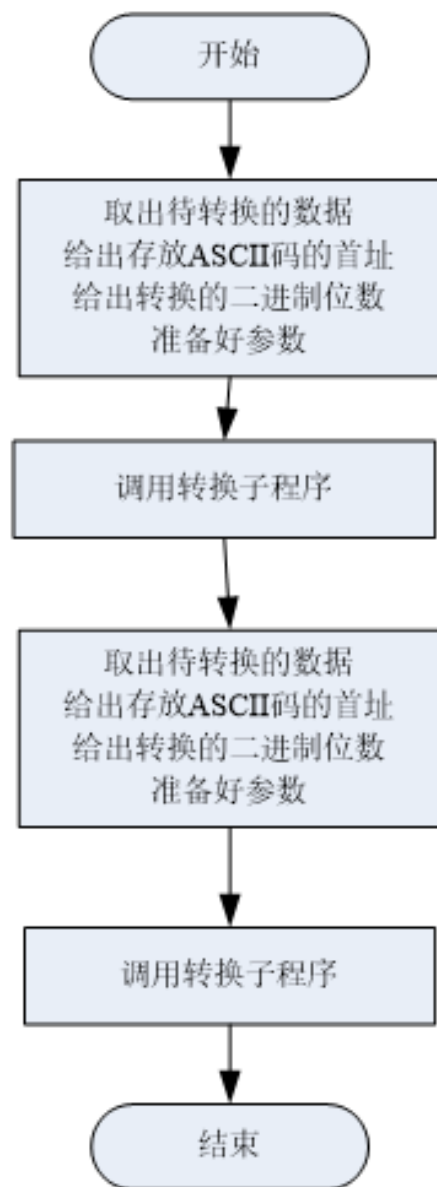 开始
取出待转换的数据
给出存放ASCII码的首址
给出转换的二进制位数
准备好参数
调用转换子程序
取出待转换的数据
给出存放ASCII码的首址
给出转换的二进制位数
准备好参数
调用转换子程序
结束